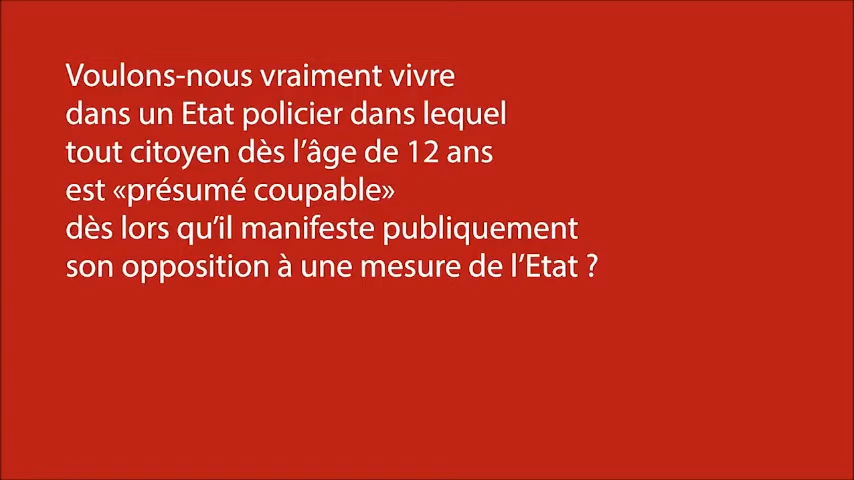 Voulons-nous vraiment vivre
dans un Etat policier dans lequel
tout citoyen dès l’âge de 12 ans
est «présumé coupable»
dès lors qu’il manifeste publiquement
son opposition à une mesure de l’Etat ?